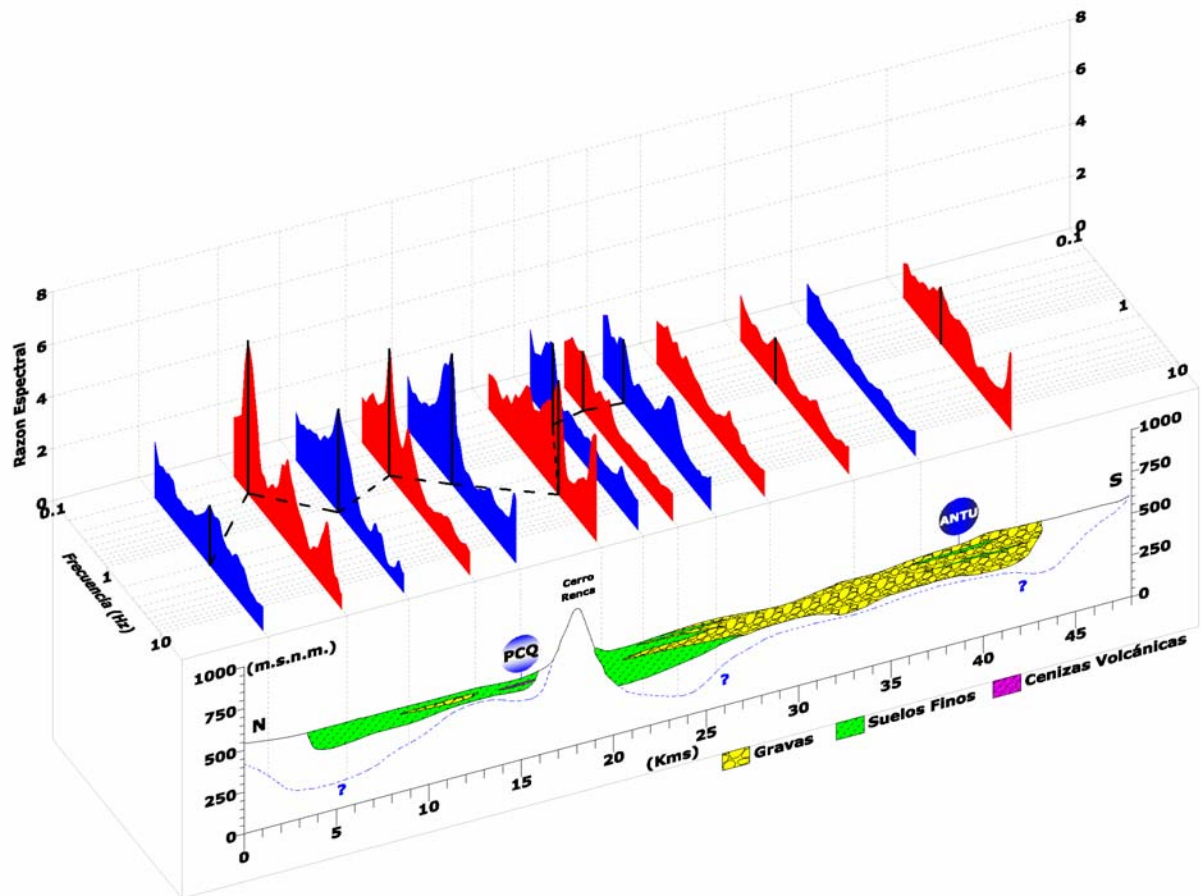 8
6
4
2
0
0.1
1
10
8
6
4
2
0
0.1
1
10
Razon Espectral
Frecuencia (Hz)
1000 (m.s.n.m.)
750
500
250
0
N
PCQ
Cerro
Renca
ANTU
S
1000
750
500
250
0
?
?
?
0
5
10
15
20
25
30
35
40
45
(Kms)
Gravas
Suelos Finos
Cenizas Volcánicas